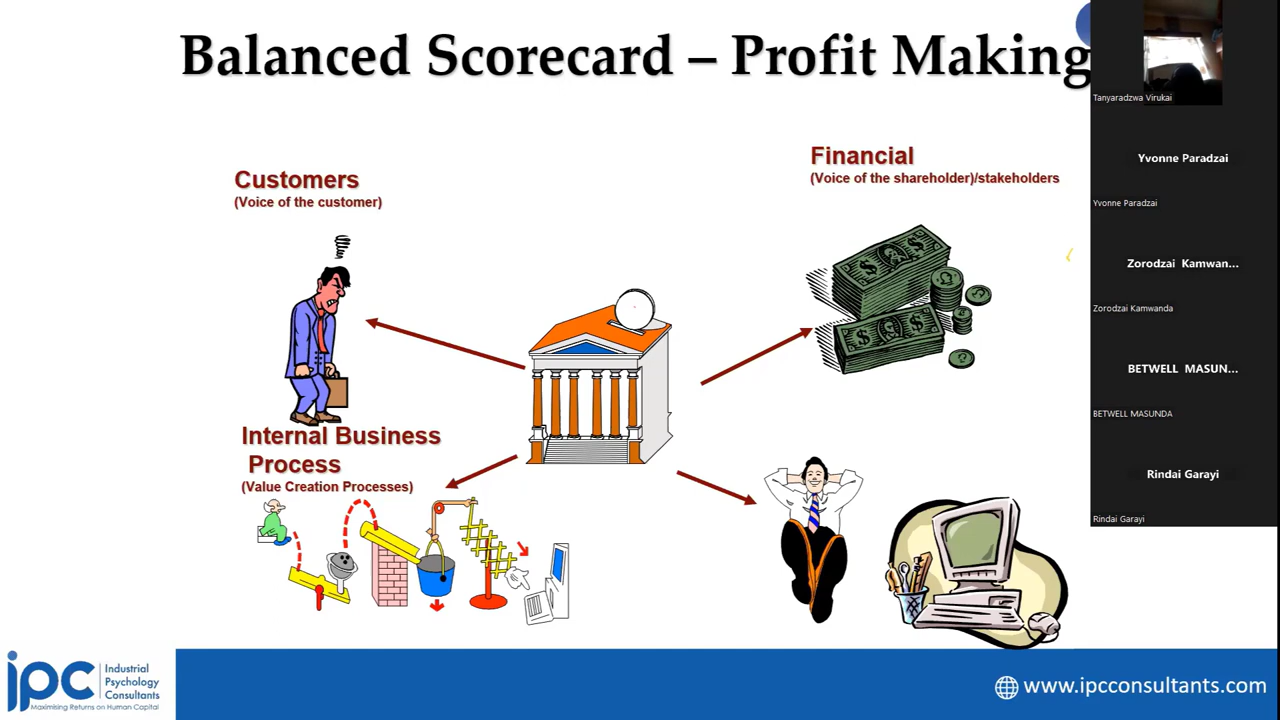 Balanced Scorecard – Profit Making
Customers
(Voice of the customer)
Financial
(Voice of the shareholder)/stakeholders
Internal Business
Process
(Value Creation Processes)
ipc
Industrial
Psychology
Consultants
Maximising Returns on Human Capital
www.ipcconsultants.com
Tanyaradzwa Virukai
Yvonne Paradzai
Yvonne Paradzai
Zorodzai Kamwan...
Zorodzai Kamwanda
BETWELL MASUN...
BETWELL MASUNDA
Rindai Garayi
Rindai Garayi